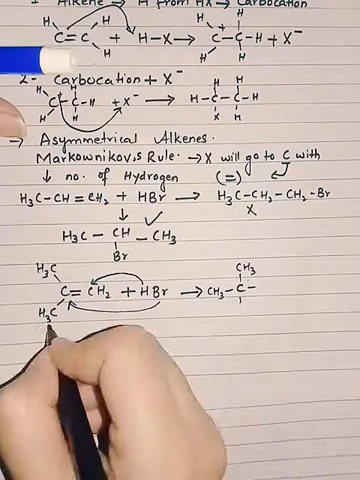 1 Alkene → H from HX → Carbocation
H H H
C=C + H-X → C-C-H + X⁻
H H H H H
2- Carbocation + X⁻
H H H H
C-C-H + X⁻ → H-C-C-H
H H X H
→ Asymmetrical Alkenes.
Markownikov,s Rule → X will go to C with
↓ no. of Hydrogen (=)
H₃C-CH=CH₂ + HBr → H₃C-CH₂-CH₂-Br
↓ ✓ X
H₃C - CH - CH₃
Br
H₃C CH₃
C=CH₂ + HBr → CH₃-C-
H₃C